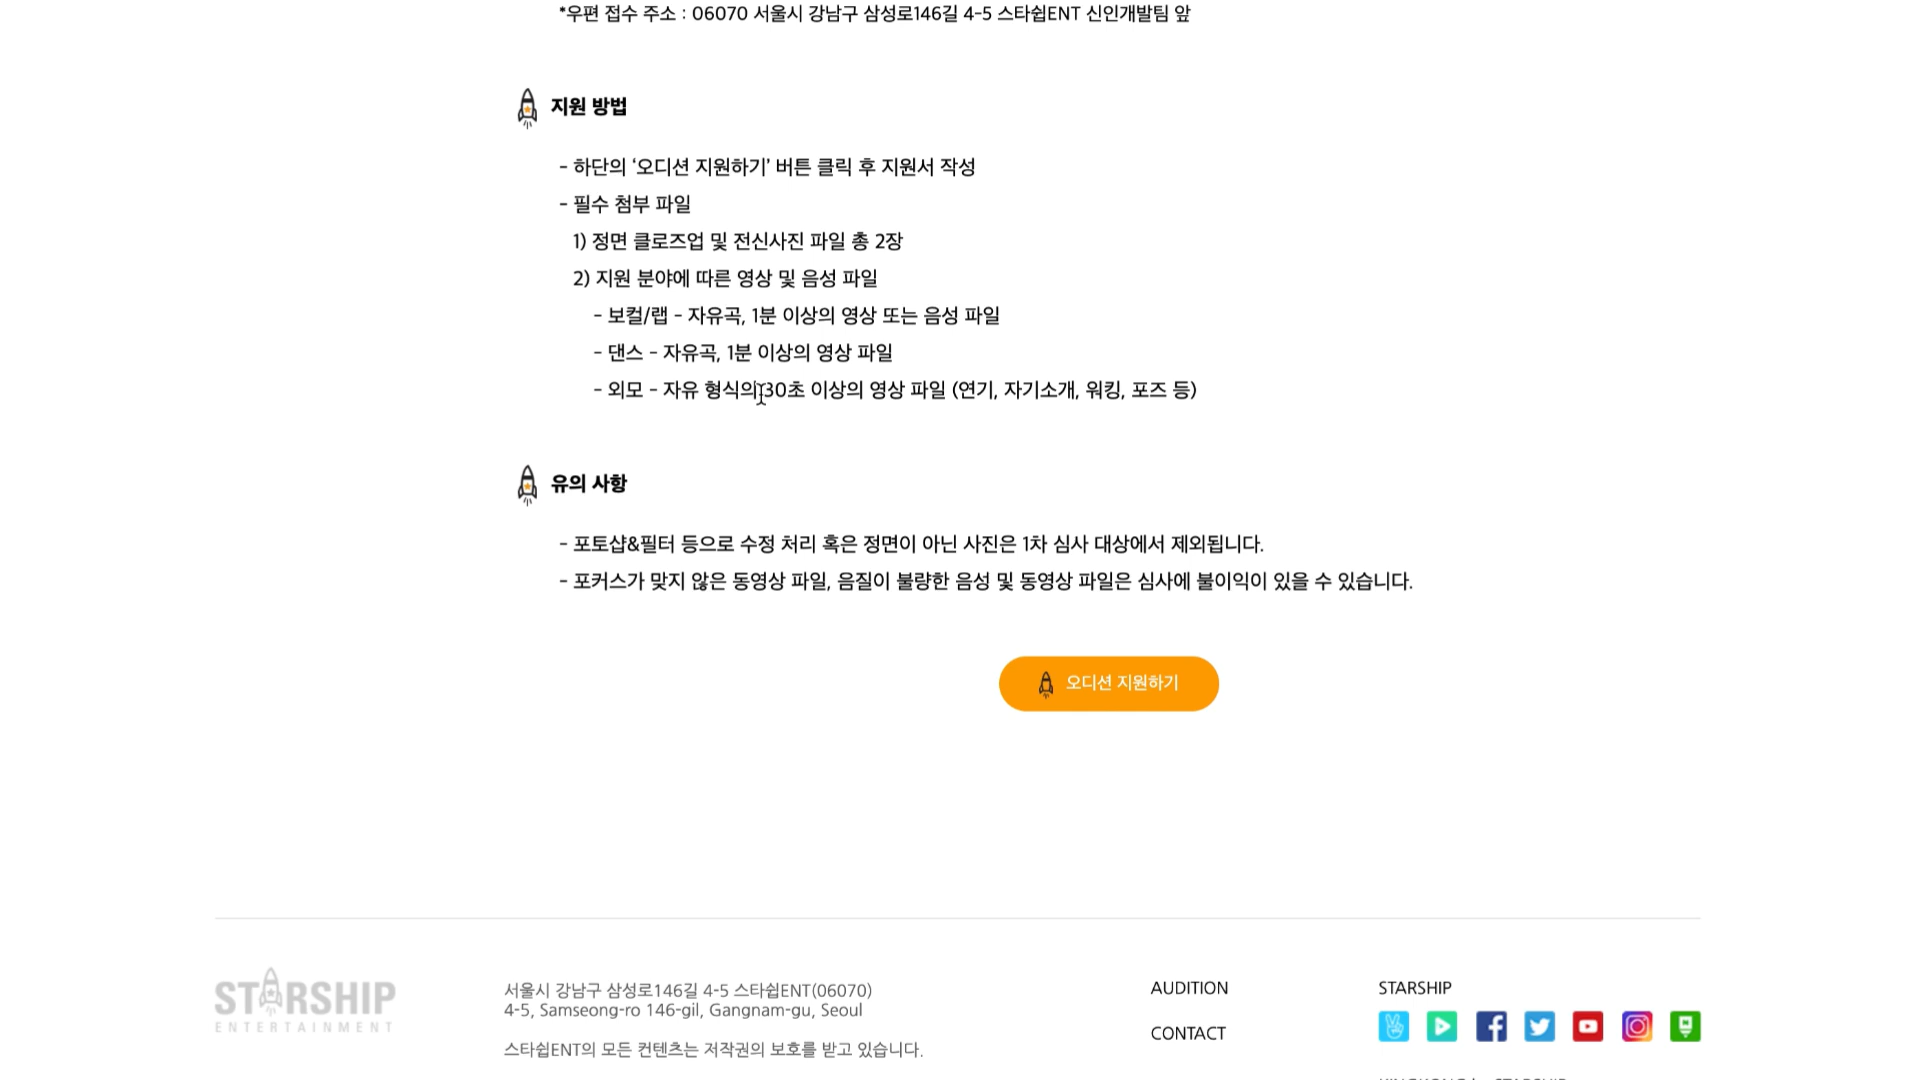 *우편 접수 주소 : 06070 서울시 강남구 삼성로146길 4-5 스타쉽ENT 신인개발팀 앞
지원 방법
- 하단의 ‘오디션 지원하기’ 버튼 클릭 후 지원서 작성
- 필수 첨부 파일
1) 정면 클로즈업 및 전신사진 파일 총 2장
2) 지원 분야에 따른 영상 및 음성 파일
- 보컬/랩 - 자유곡, 1분 이상의 영상 또는 음성 파일
- 댄스 - 자유곡, 1분 이상의 영상 파일
- 외모 - 자유 형식의 30초 이상의 영상 파일 (연기, 자기소개, 워킹, 포즈 등)
유의 사항
- 포토샵&필터 등으로 수정 처리 혹은 정면이 아닌 사진은 1차 심사 대상에서 제외됩니다.
- 포커스가 맞지 않은 동영상 파일, 음질이 불량한 음성 및 동영상 파일은 심사에 불이익이 있을 수 있습니다.
오디션 지원하기
STARSHIP
ENTERTAINMENT
서울시 강남구 삼성로146길 4-5 스타쉽ENT(06070)
4-5, Samseong-ro 146-gil, Gangnam-gu, Seoul
스타쉽ENT의 모든 컨텐츠는 저작권의 보호를 받고 있습니다.
AUDITION
CONTACT
STARSHIP